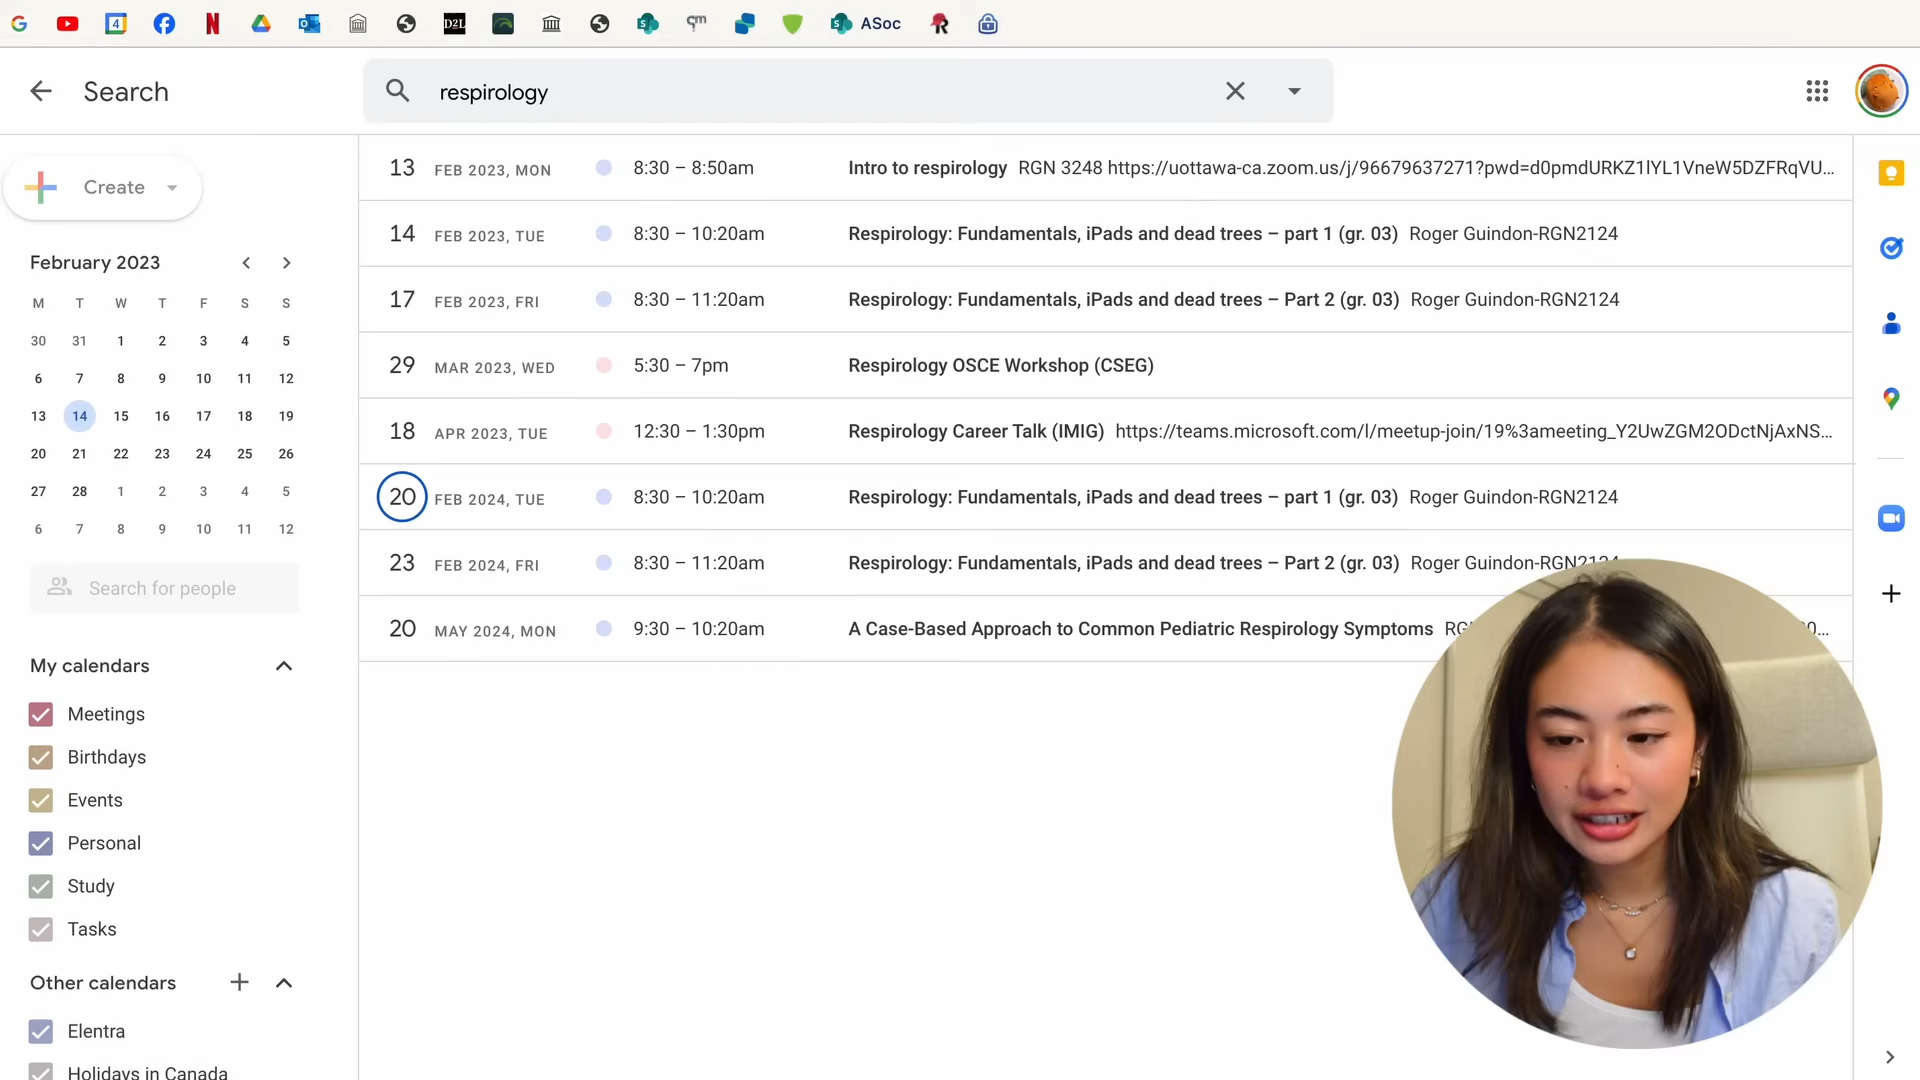 4
D2L
ASoc
Search
respirology
Create
February 2023
M T W T F S S
30 31 1 2 3 4 5
6 7 8 9 10 11 12
13 14 15 16 17 18 19
20 21 22 23 24 25 26
27 28 1 2 3 4 5
6 7 8 9 10 11 12
Search for people
My calendars
Meetings
Birthdays
Events
Personal
Study
Tasks
Other calendars
Elentra
Holidays in Canada
13 FEB 2023, MON 8:30 – 8:50am Intro to respirology RGN 3248 https://uottawa-ca.zoom.us/j/96679637271?pwd=d0pmdURKZ1lYL1VneW5DZFRqVU...
14 FEB 2023, TUE 8:30 – 10:20am Respirology: Fundamentals, iPads and dead trees – part 1 (gr. 03) Roger Guindon-RGN2124
17 FEB 2023, FRI 8:30 – 11:20am Respirology: Fundamentals, iPads and dead trees – Part 2 (gr. 03) Roger Guindon-RGN2124
29 MAR 2023, WED 5:30 – 7pm Respirology OSCE Workshop (CSEG)
18 APR 2023, TUE 12:30 – 1:30pm Respirology Career Talk (IMIG) https://teams.microsoft.com/l/meetup-join/19%3ameeting_Y2UwZGM2ODctNjAxNS...
20 FEB 2024, TUE 8:30 – 10:20am Respirology: Fundamentals, iPads and dead trees – part 1 (gr. 03) Roger Guindon-RGN2124
23 FEB 2024, FRI 8:30 – 11:20am Respirology: Fundamentals, iPads and dead trees – Part 2 (gr. 03) Roger Guindon-RGN2124
20 MAY 2024, MON 9:30 – 10:20am A Case-Based Approach to Common Pediatric Respirology Symptoms